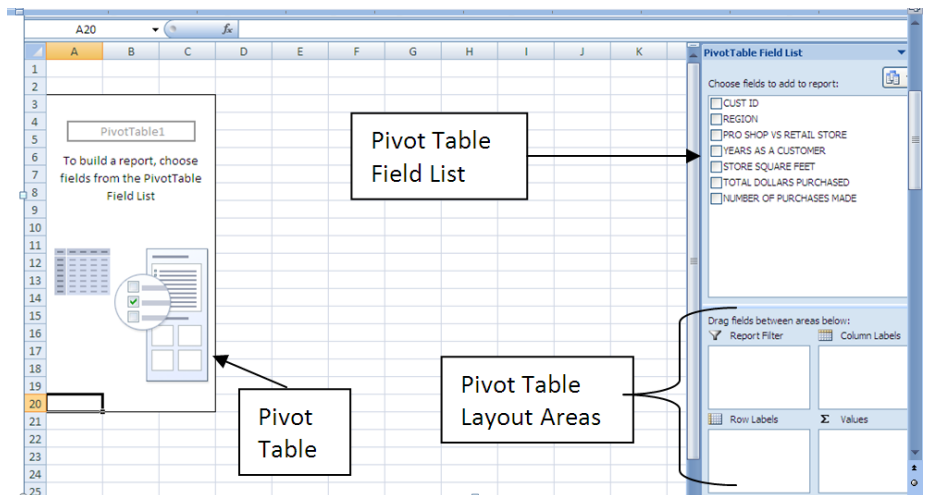 A20
fx
A B C D E F G H I J K
1
2
3
4
5
6
7
8
9
10
11
12
13
14
15
16
17
18
19
20
21
22
23
24
25
PivotTable1
To build a report, choose
fields from the PivotTable
Field List
Pivot Table
Field List
Pivot
Table
Pivot Table
Layout Areas
PivotTable Field List
Choose fields to add to report:
CUST ID
REGION
PRO SHOP VS RETAIL STORE
YEARS AS A CUSTOMER
STORE SQUARE FEET
TOTAL DOLLARS PURCHASED
NUMBER OF PURCHASES MADE
Drag fields between areas below:
Report Filter Column Labels
Row Labels Σ Values